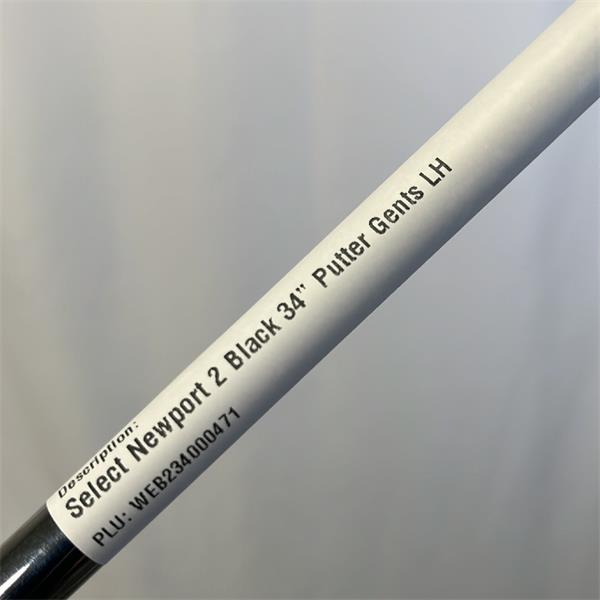 Description:
Select Newport 2 Black 34" Putter Gents LH
PLU: WEB234000471